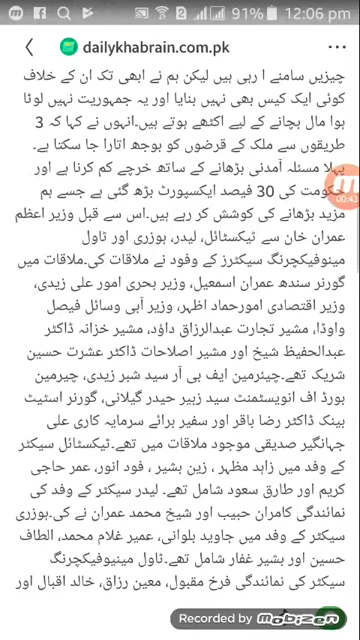 91% 12:06 pm
dailykhabrain.com.pk
چیزیں سامنے آ رہی ہیں لیکن ہم نے ابھی تک ان کے خلاف
کوئی ایک کیس بھی نہیں بنایا اور یہ جمہوریت نہیں لوٹا
ہوا مال بچانے کے لیے اکٹھے ہوتے ہیں۔انہوں نے کہا کہ 3
طریقوں سے ملک کے قرضوں کو بوجھ اتارا جا سکتا ہے۔
پہلا مسئلہ آمدنی بڑھانے کے ساتھ خرچے کم کرنا ہے اور
حکومت کی 30 فیصد ایکسپورٹ بڑھ گئی ہے جسے ہم
00:43
مزید بڑھانے کی کوشش کر رہے ہیں۔اس سے قبل وزیر اعظم
عمران خان سے ٹیکسٹائل، لیدر، ہوزری اور ٹاول
مینوفیکچرنگ سیکٹرز کے وفود نے ملاقات کی۔ملاقات میں
گورنر سندھ عمران اسمعیل، وزیر بحری امور علی زیدی،
وزیر اقتصادی امورحماد اظہر، وزیر آبی وسائل فیصل
واوڈا، مشیر تجارت عبدالرزاق داؤد، مشیر خزانہ ڈاکٹر
عبدالحفیظ شیخ اور مشیر اصلاحات ڈاکٹر عشرت حسین
شریک تھے۔چیئرمین ایف بی آر سید شبر زیدی، چیرمین
بورڈ اف انویسٹمنٹ سید زبیر حیدر گیلانی، گورنر اسٹیٹ
بینک ڈاکٹر رضا باقر اور سفیر برائے سرمایہ کاری علی
جہانگیر صدیقی موجود ملاقات میں تھے۔ٹیکسٹائل سیکٹر
کے وفد میں زاہد مظہر ، زین بشیر ، فود انور، عمر حاجی
کریم اور طارق سعود شامل تھے۔ لیدر سیکٹر کے وفد کی
نمائندگی کامران حبیب اور شیخ محمد عمران نے کی۔ہوزری
سیکٹر کے وفد میں جاوید بلوانی، عمیر غلام محمد، الطاف
حسین اور بشیر غفار شامل تھے۔ٹاول مینیوفیکچرنگ
سیکٹر کی نمائندگی فرخ مقبول، معین رزاق، خالد اقبال اور
Recorded by Mobizen